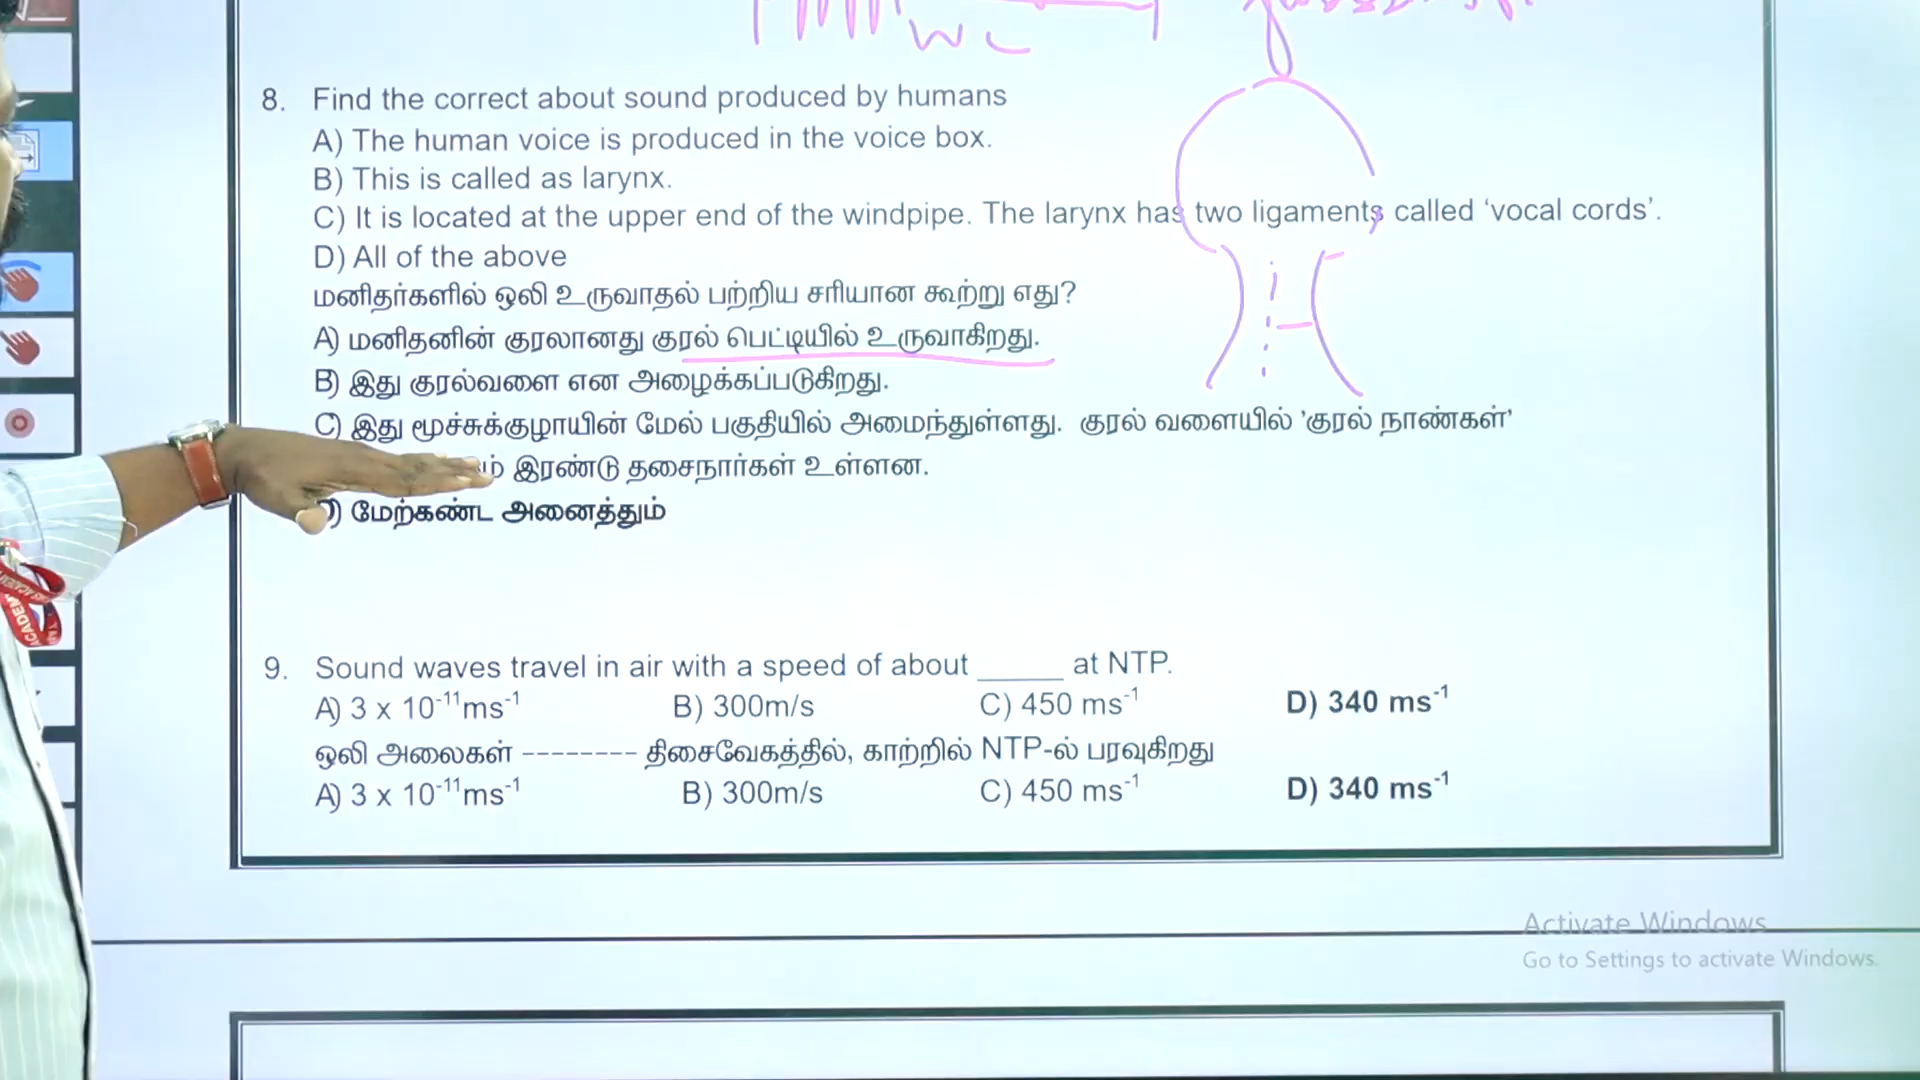 WC
8. Find the correct about sound produced by humans
A) The human voice is produced in the voice box.
B) This is called as larynx.
C) It is located at the upper end of the windpipe. The larynx has two ligaments called ‘vocal cords’.
D) All of the above
மனிதர்களில் ஒலி உருவாதல் பற்றிய சரியான கூற்று எது?
A) மனிதனின் குரலானது குரல் பெட்டியில் உருவாகிறது.
B) இது குரல்வளை என அழைக்கப்படுகிறது.
C) இது மூச்சுக்குழாயின் மேல் பகுதியில் அமைந்துள்ளது. குரல் வளையில் 'குரல் நாண்கள்'
இரண்டு தசைநார்கள் உள்ளன.
D) மேற்கண்ட அனைத்தும்
9. Sound waves travel in air with a speed of about ______ at NTP.
A) 3 x 10⁻¹¹ms⁻¹ B) 300m/s C) 450 ms⁻¹ D) 340 ms⁻¹
ஒலி அலைகள் -------- திசைவேகத்தில், காற்றில் NTP-ல் பரவுகிறது
A) 3 x 10⁻¹¹ms⁻¹ B) 300m/s C) 450 ms⁻¹ D) 340 ms⁻¹
Activate Windows
Go to Settings to activate Windows.
ACADEMY